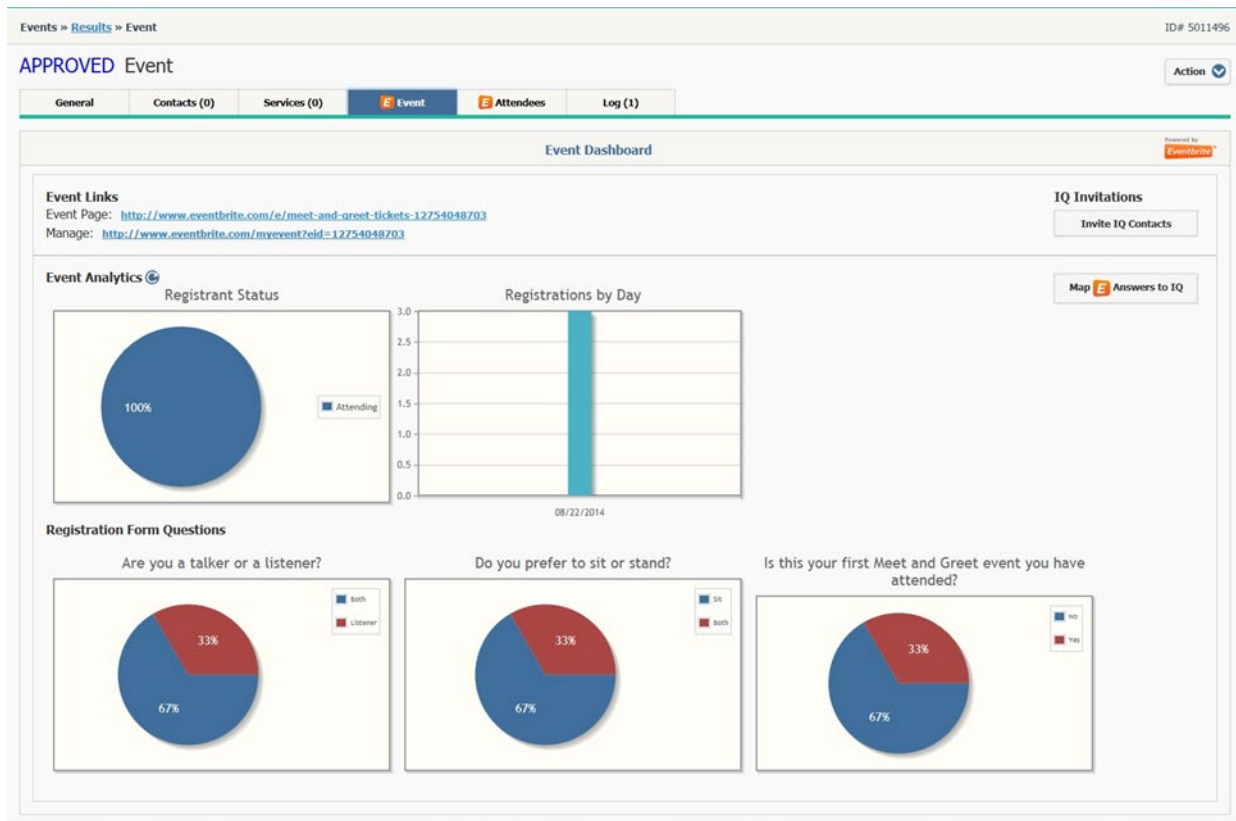 Events » Results » Event
ID# 5011496
APPROVED Event
Action
General
Contacts (0)
Services (0)
E Event
E Attendees
Log (1)
Event Dashboard
Powered by
Eventbrite
Event Links
Event Page: http://www.eventbrite.com/e/meet-and-greet-tickets-12754048703
Manage: http://www.eventbrite.com/myevent?eid=12754048703
IQ Invitations
Invite IQ Contacts
Event Analytics
Map E Answers to IQ
Registrant Status
100%
Attending
Registrations by Day
3.0
2.5
2.0
1.5
1.0
0.5
0.0
08/22/2014
Registration Form Questions
Are you a talker or a listener?
Both
Listener
33%
67%
Do you prefer to sit or stand?
Sit
Both
33%
67%
Is this your first Meet and Greet event you have
attended?
No
Yes
33%
67%